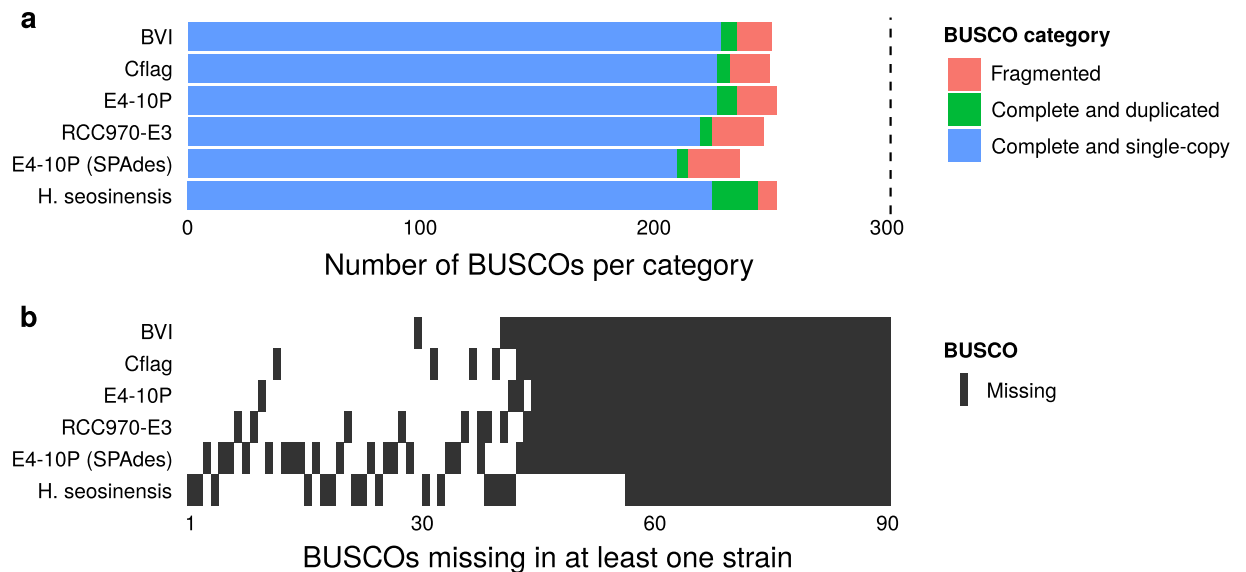 a
BVI
Cflag
E4-10P
RCC970-E3
E4-10P (SPAdes)
H. seosinensis
0 100 200 300
Number of BUSCOs per category
BUSCO category
Fragmented
Complete and duplicated
Complete and single-copy
b
BVI
Cflag
E4-10P
RCC970-E3
E4-10P (SPAdes)
H. seosinensis
1 30 60 90
BUSCOs missing in at least one strain
BUSCO
Missing